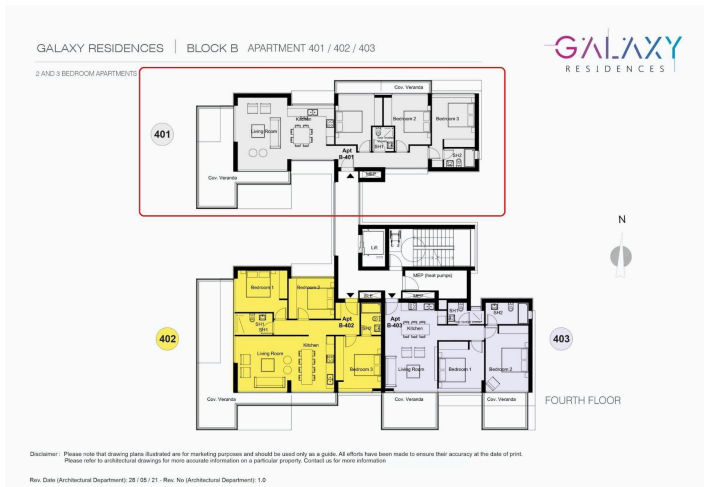 GALAXY RESIDENCES | BLOCK B APARTMENT 401 / 402 / 403
GALAXY
RESIDENCES
2 AND 3 BEDROOM APARTMENTS
Cov. Veranda
401
Living Room
Kitchen
Bedroom 2
Bedroom 3
SH1
SH2
Apt
B-401
MEP
Cov. Veranda
N
Lift
MEP (heat pumps)
Bedroom 1
Bedroom 2
Apt
B-402
Apt
B-403
SH1
SH2
402
SH1
SH1
Kitchen
Kitchen
403
Living Room
Bedroom 3
Living Room
Bedroom 1
Bedroom 2
Cov. Veranda
Cov. Veranda
Cov. Veranda
FOURTH FLOOR
Disclaimer : Please note that drawing plans illustrated are for marketing purposes and should be used only as a guide. All efforts have been made to ensure their accuracy at the date of print.
Please refer to architectural drawings for more accurate information on a particular property. Contact us for more information
Rev. Date (Architectural Department): 26 / 05 / 21 - Rev. No (Architectural Department): 1.0